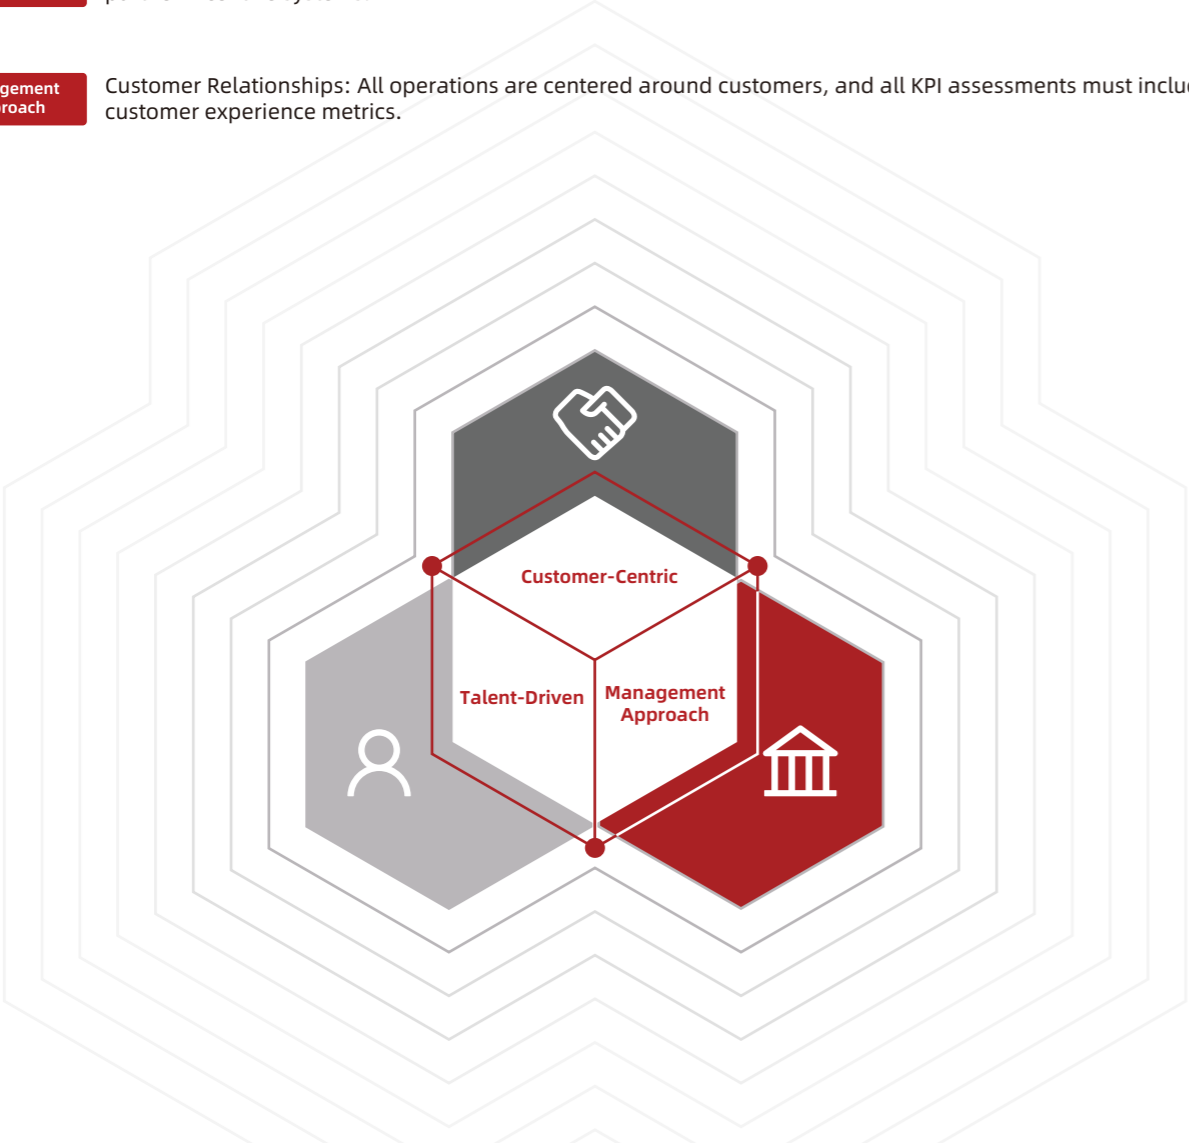 gement
roach
Customer Relationships: All operations are centered around customers, and all KPI assessments must inclu
customer experience metrics.
Customer-Centric
Talent-Driven
Management
Approach